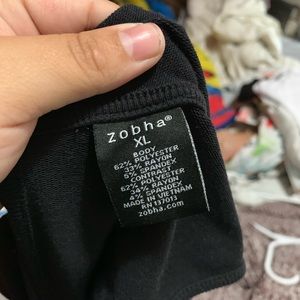 zobha®
XL
BODY
62% POLYESTER
33% RAYON
5% SPANDEX
CONTRAST
62% POLYESTER
34% RAYON
4% SPANDEX
MADE IN VIETNAM
RN 137013
zobha.com